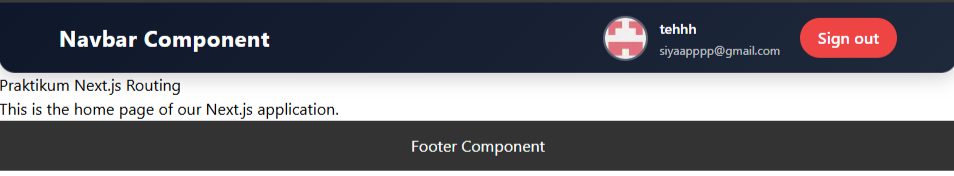 Navbar Component
tehhh
siyaapppp@gmail.com
Sign out
Praktikum Next.js Routing
This is the home page of our Next.js application.
Footer Component